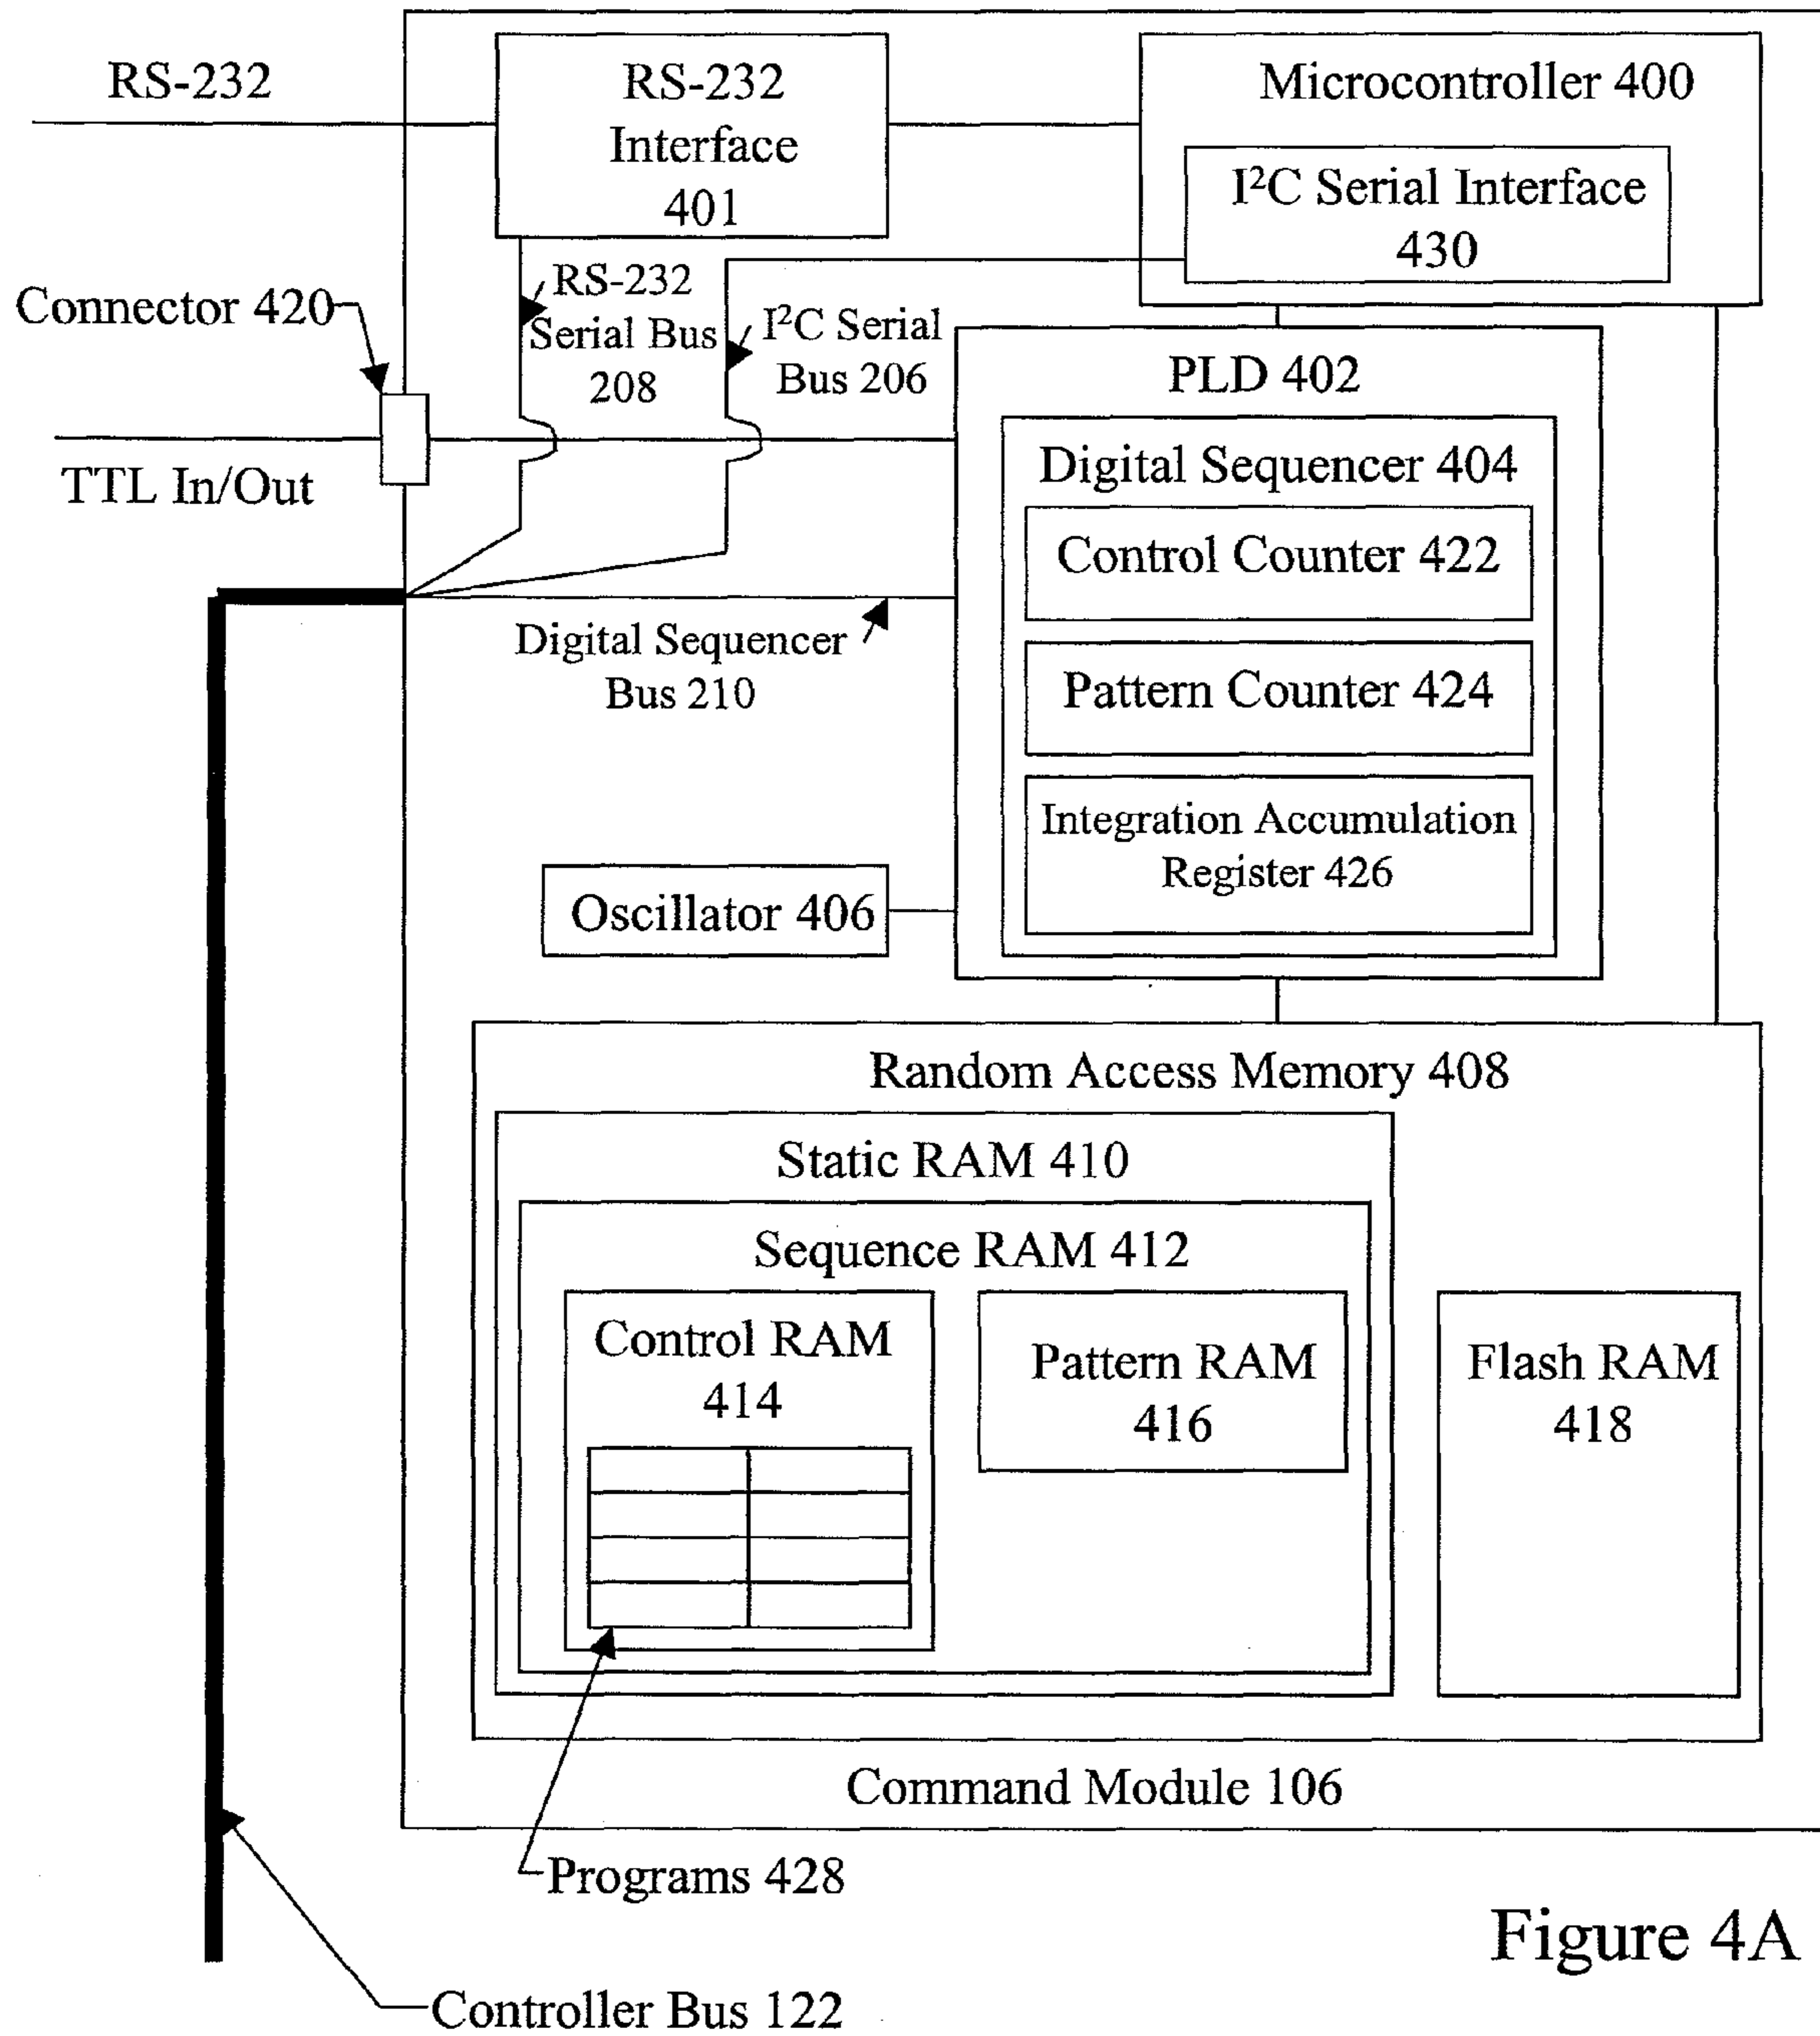 RS-232
RS-232
Interface
401
Microcontroller 400
I²C Serial Interface
430
Connector 420
RS-232
Serial Bus
208
I²C Serial
Bus 206
TTL In/Out
PLD 402
Digital Sequencer 404
Control Counter 422
Digital Sequencer
Bus 210
Pattern Counter 424
Integration Accumulation
Register 426
Oscillator 406
Random Access Memory 408
Static RAM 410
Sequence RAM 412
Control RAM
414
Pattern RAM
416
Flash RAM
418
Command Module 106
Programs 428
Controller Bus 122
Figure 4A